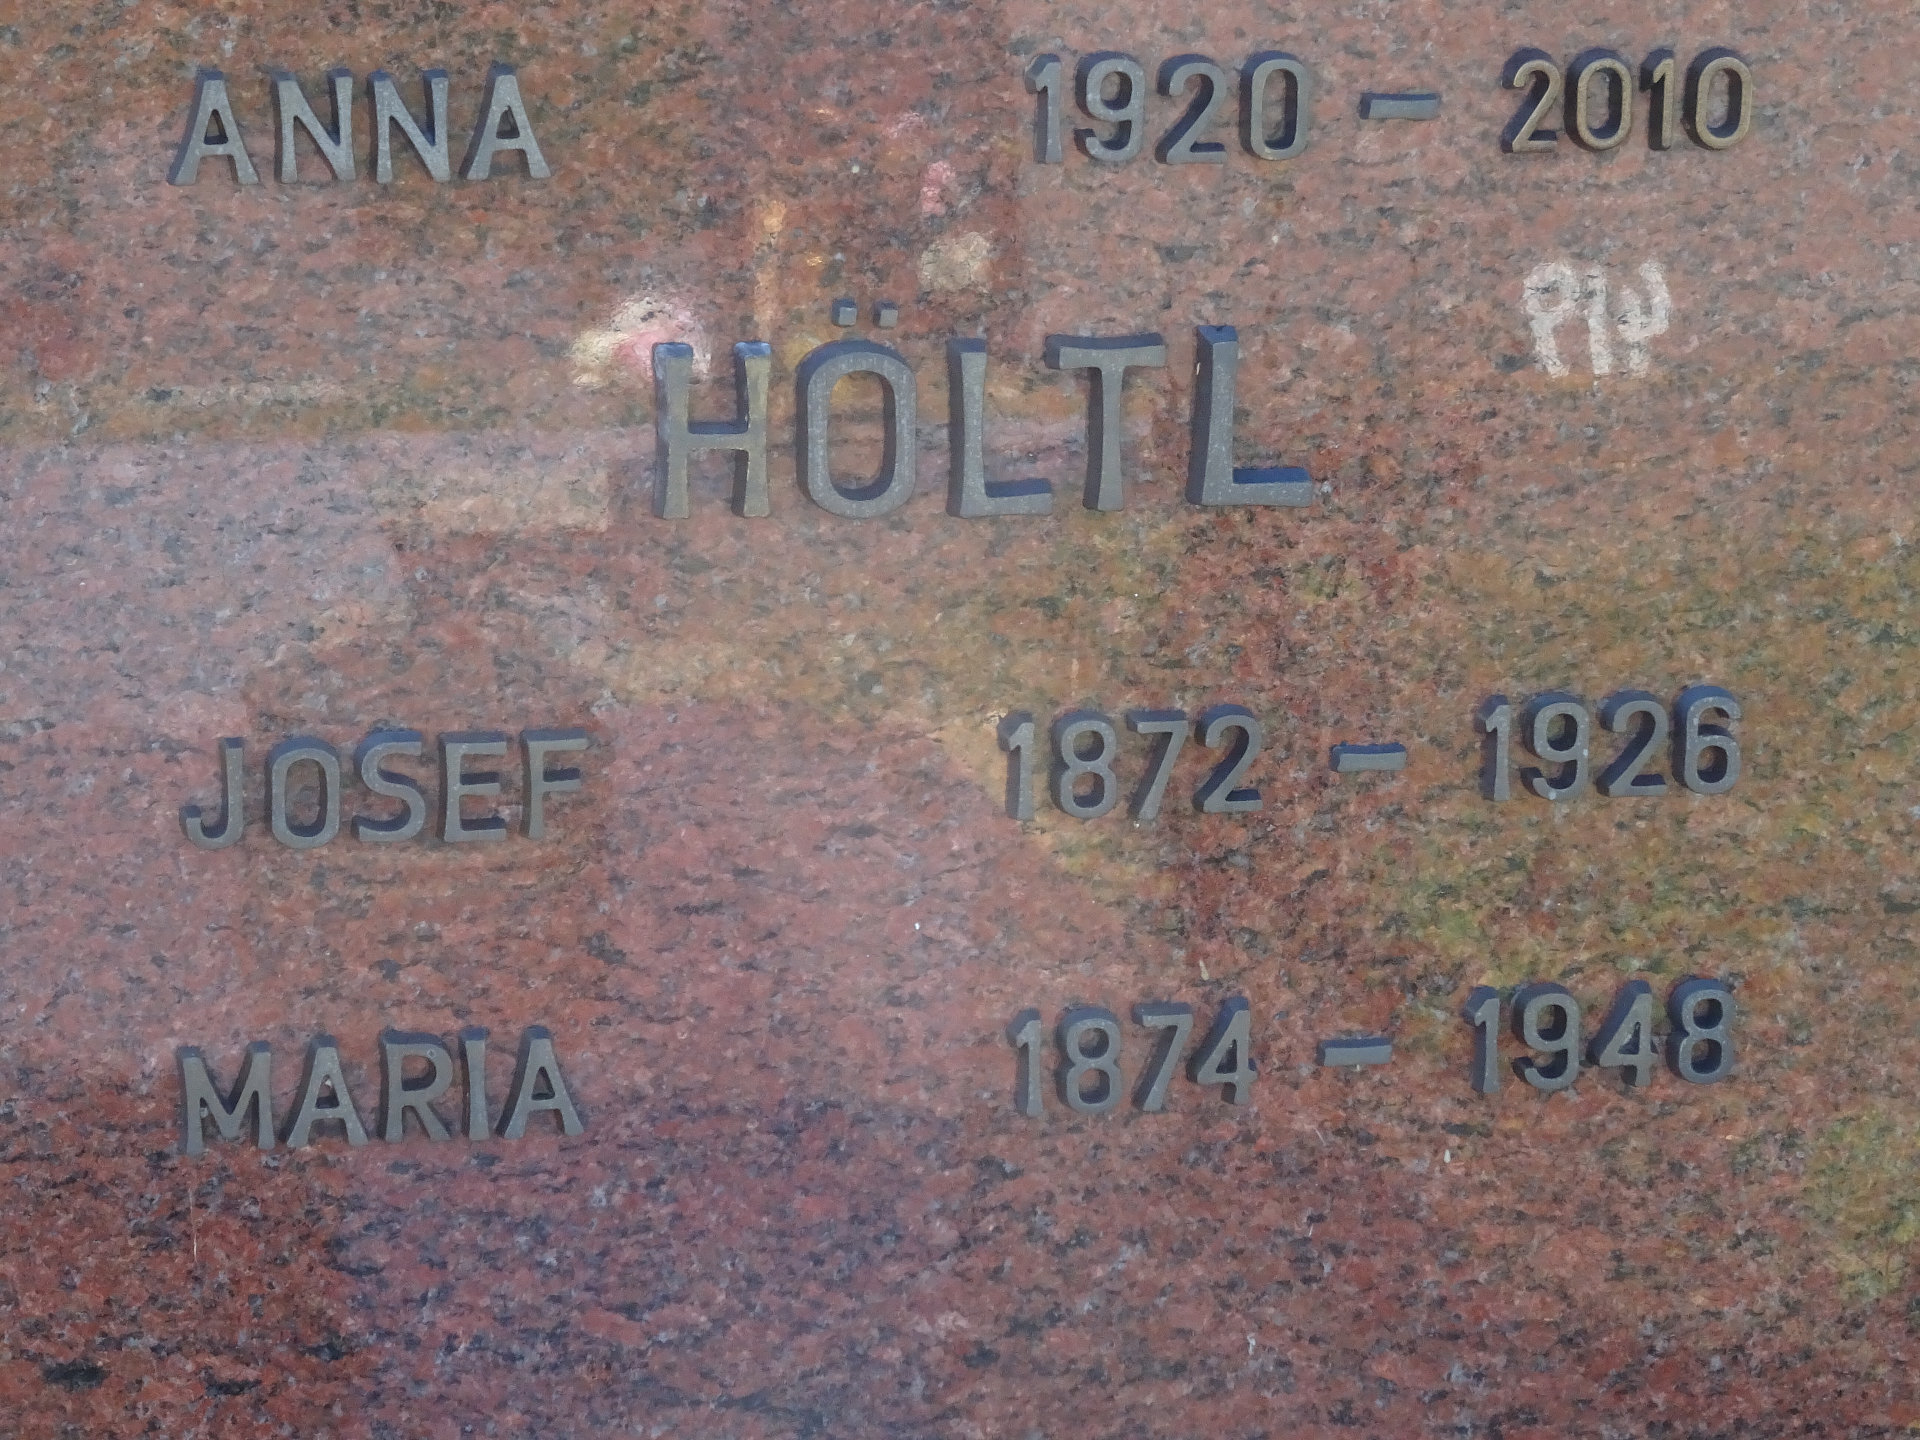 ANNA 1920 – 2010
HÖLTL
JOSEF 1872 – 1926
MARIA 1874 – 1948